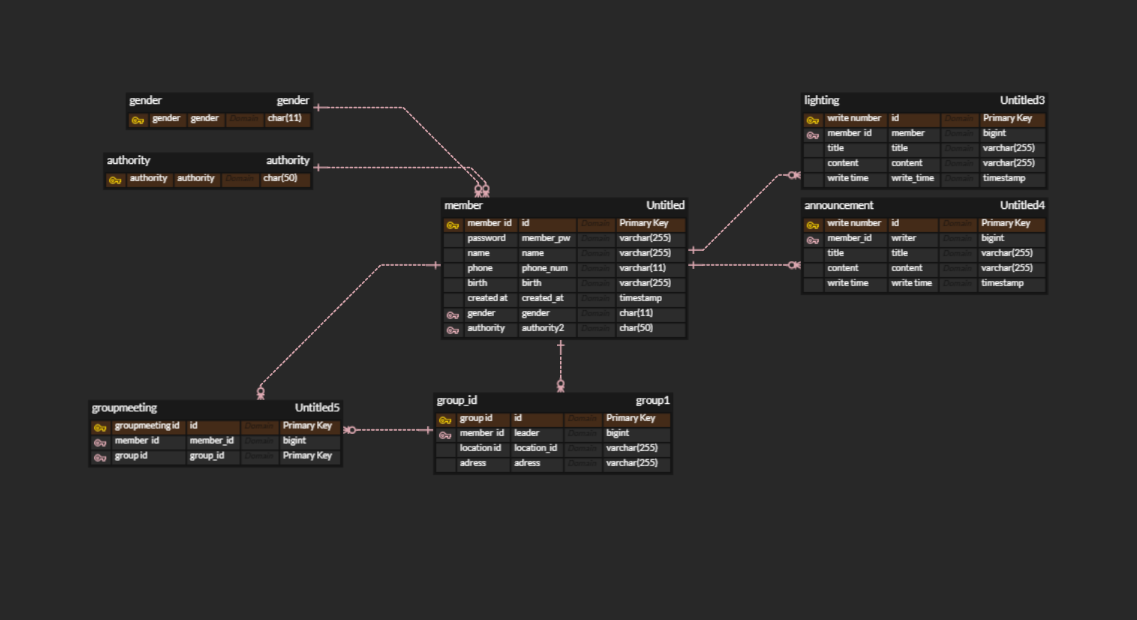 gender gender
gender gender Domain char(11)
authority authority
authority authority Domain char(50)
lighting Untitled3
write number id Domain Primary Key
member id member Domain bigint
title title Domain varchar(255)
content content Domain varchar(255)
write time write_time Domain timestamp
member Untitled
member id id Domain Primary Key
password member_pw Domain varchar(255)
name name Domain varchar(255)
phone phone_num Domain varchar(11)
birth birth Domain varchar(255)
created at created_at Domain timestamp
gender gender Domain char(11)
authority authority2 Domain char(50)
announcement Untitled4
write number id Domain Primary Key
member_id writer Domain bigint
title title Domain varchar(255)
content content Domain varchar(255)
write time write time Domain timestamp
groupmeeting Untitled5
groupmeeting id id Domain Primary Key
member id member_id Domain bigint
group id group_id Domain Primary Key
group_id group1
group id id Domain Primary Key
member id leader Domain bigint
location id location_id Domain varchar(255)
adress adress Domain varchar(255)